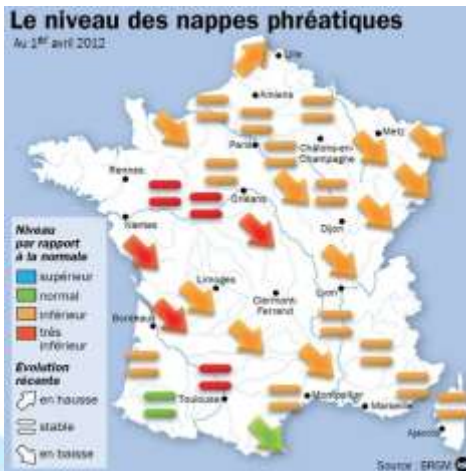 Le niveau des nappes phréatiques
Au 1er avril 2012
Lille
Amiens
Metz
Paris
Châlons-en-
Champagne
Rennes
Orléans
Nantes
Dijon
Niveau
par rapport
à la normale
supérieur
normal
inférieur
très
inférieur
Limoges
Clermont-
Ferrand
Lyon
Bordeaux
Evolution
récente
en hausse
stable
en baisse
Toulouse
Montpellier
Marseille
Ajaccio
Source : BRGM